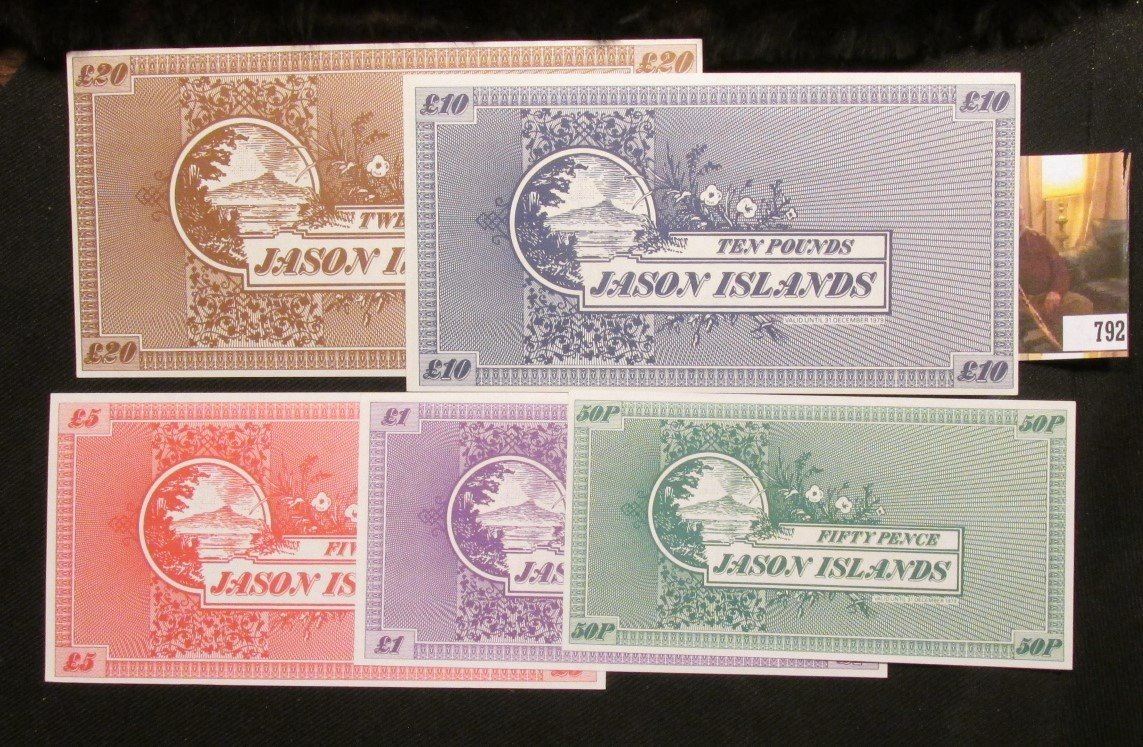 £20 £20
TWE
JASON I
£20
£10 £10
TEN POUNDS
JASON ISLANDS
VALID UNTIL 31 DECEMBER 1979
£10 £10
792
£5
FIV
JASON IS
£5
£1
JAS
£1
50P 50P
FIFTY PENCE
JASON ISLANDS
50P 50P